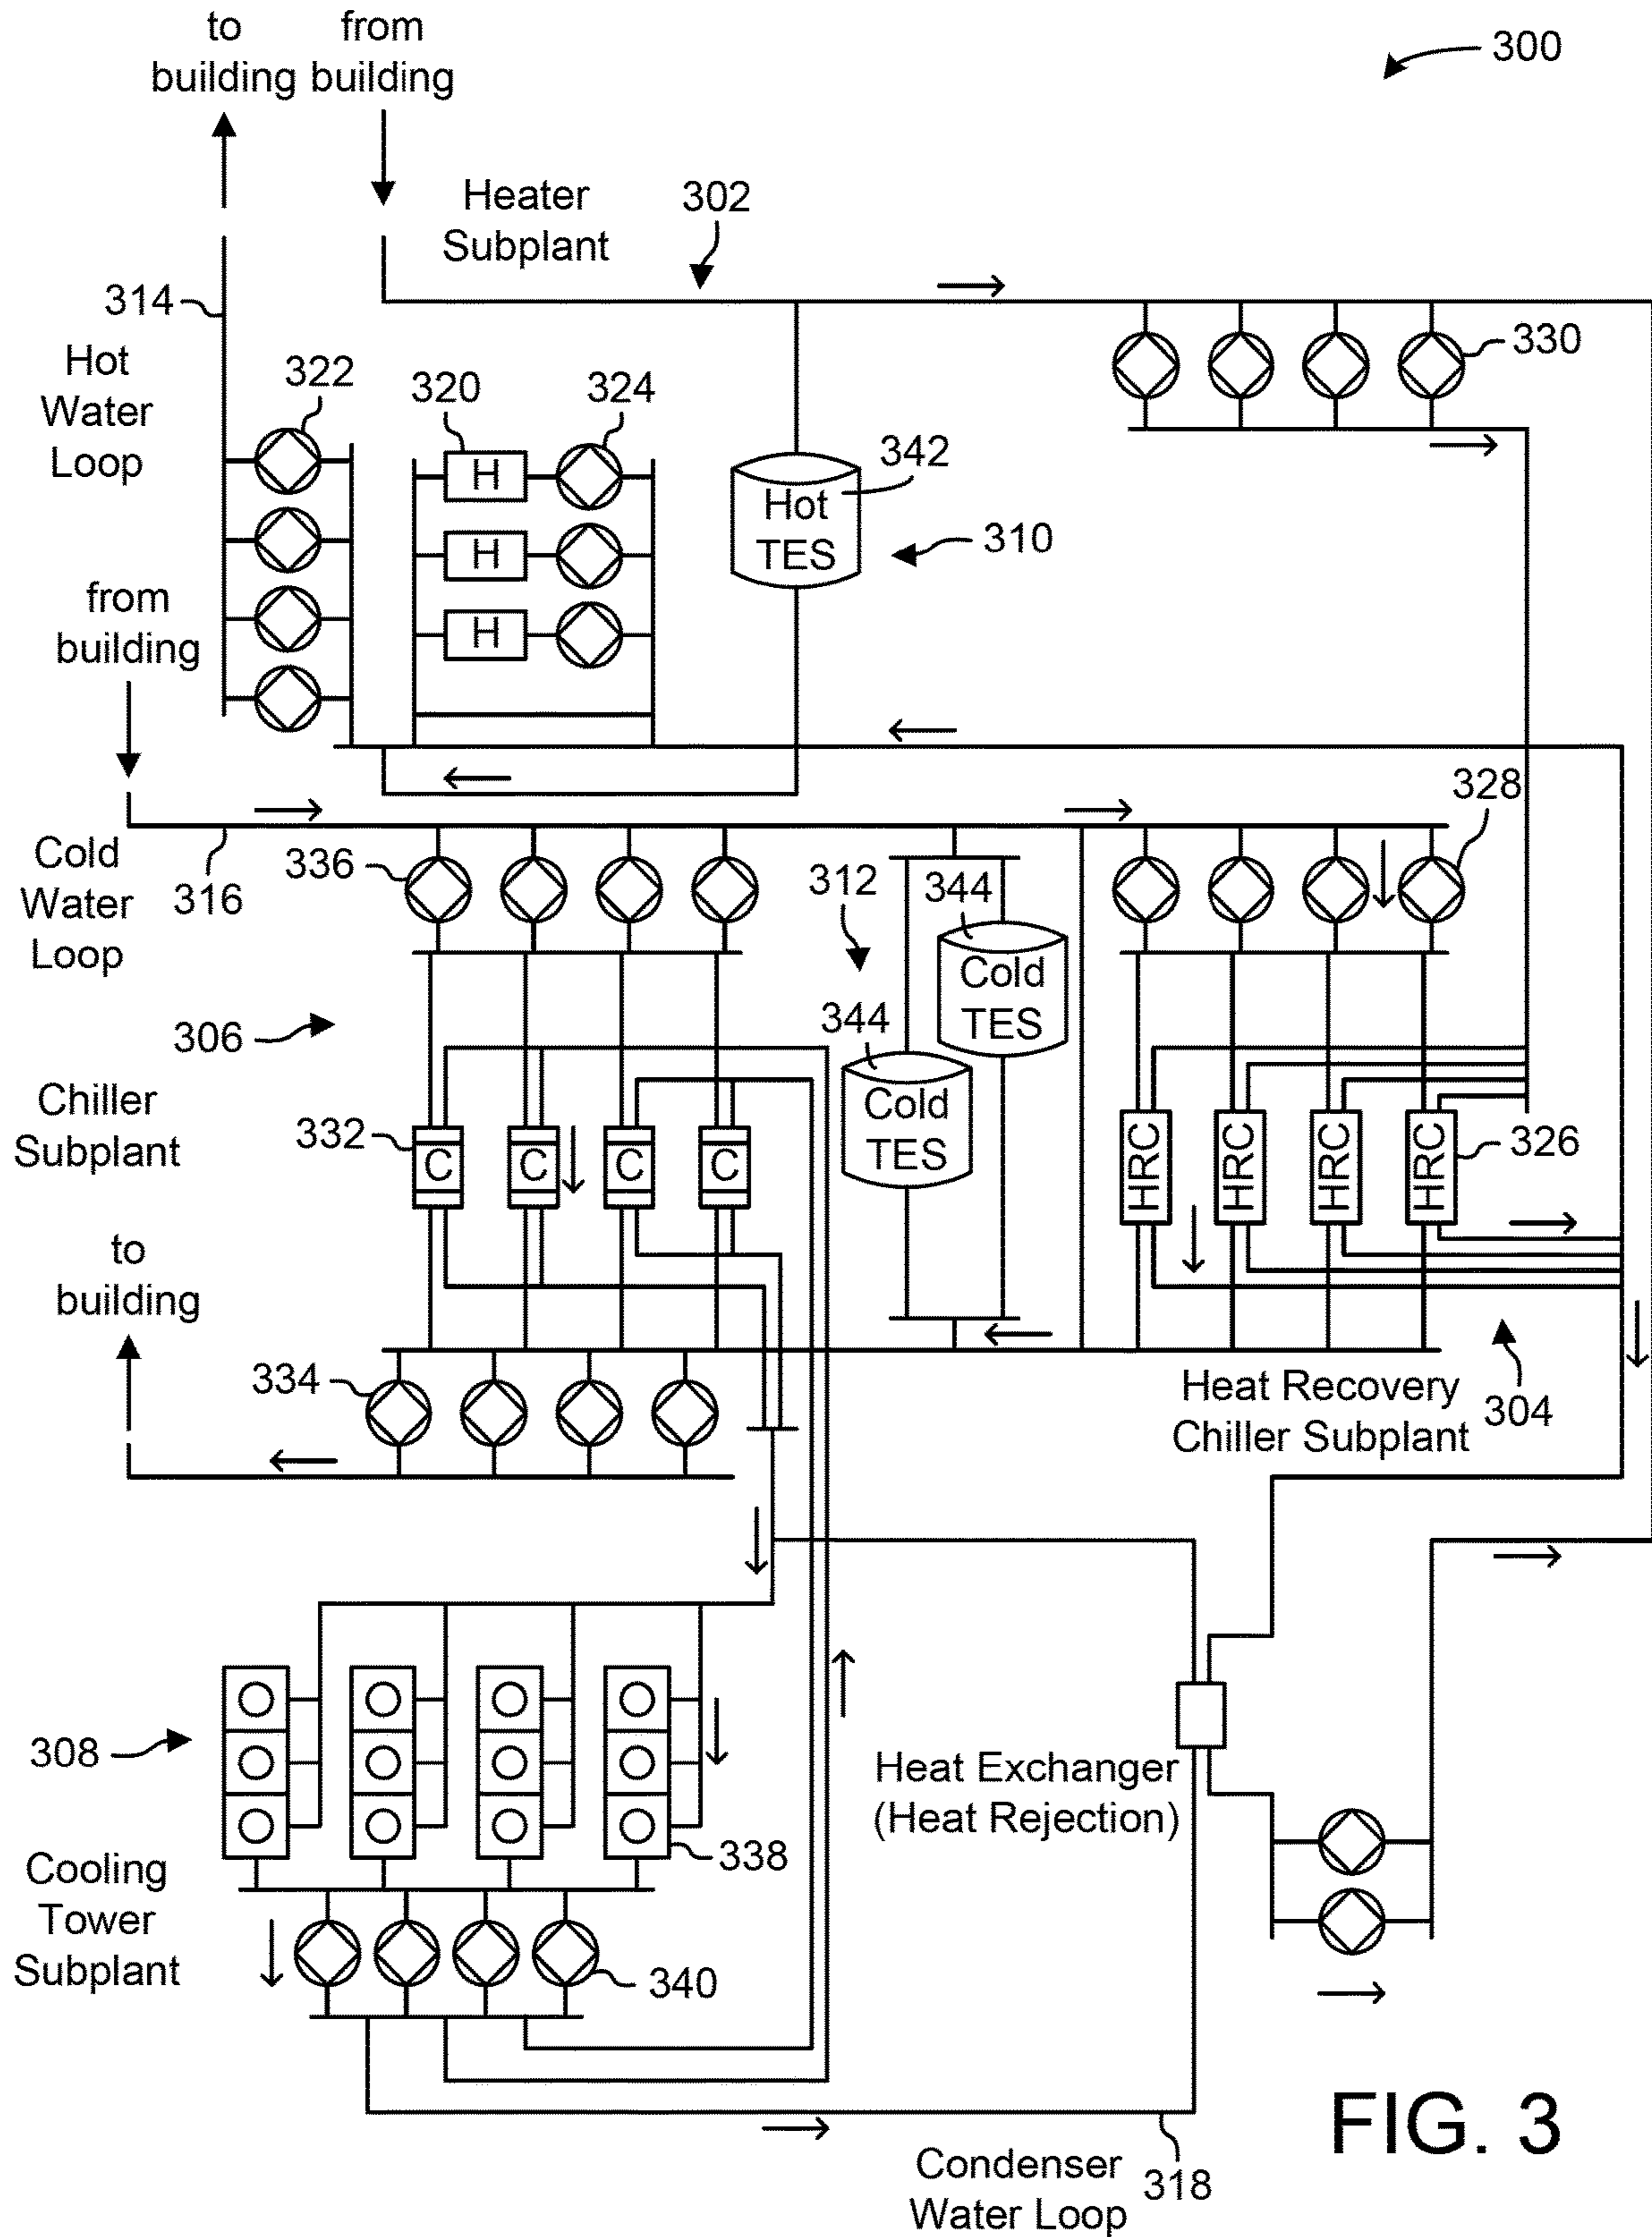 to
building
from
building
300
Heater
Subplant
302
314
Hot
Water
Loop
322
320
324
330
Hot
TES
342
310
H
H
H
from
building
328
Cold
Water
Loop
316
336
312
344
Cold
TES
344
Cold
TES
306
Chiller
Subplant
332
C
C
C
C
HRC
HRC
HRC
HRC
326
to
building
334
Heat Recovery
Chiller Subplant
304
308
Heat Exchanger
(Heat Rejection)
338
Cooling
Tower
Subplant
340
Condenser
Water Loop
318
FIG. 3